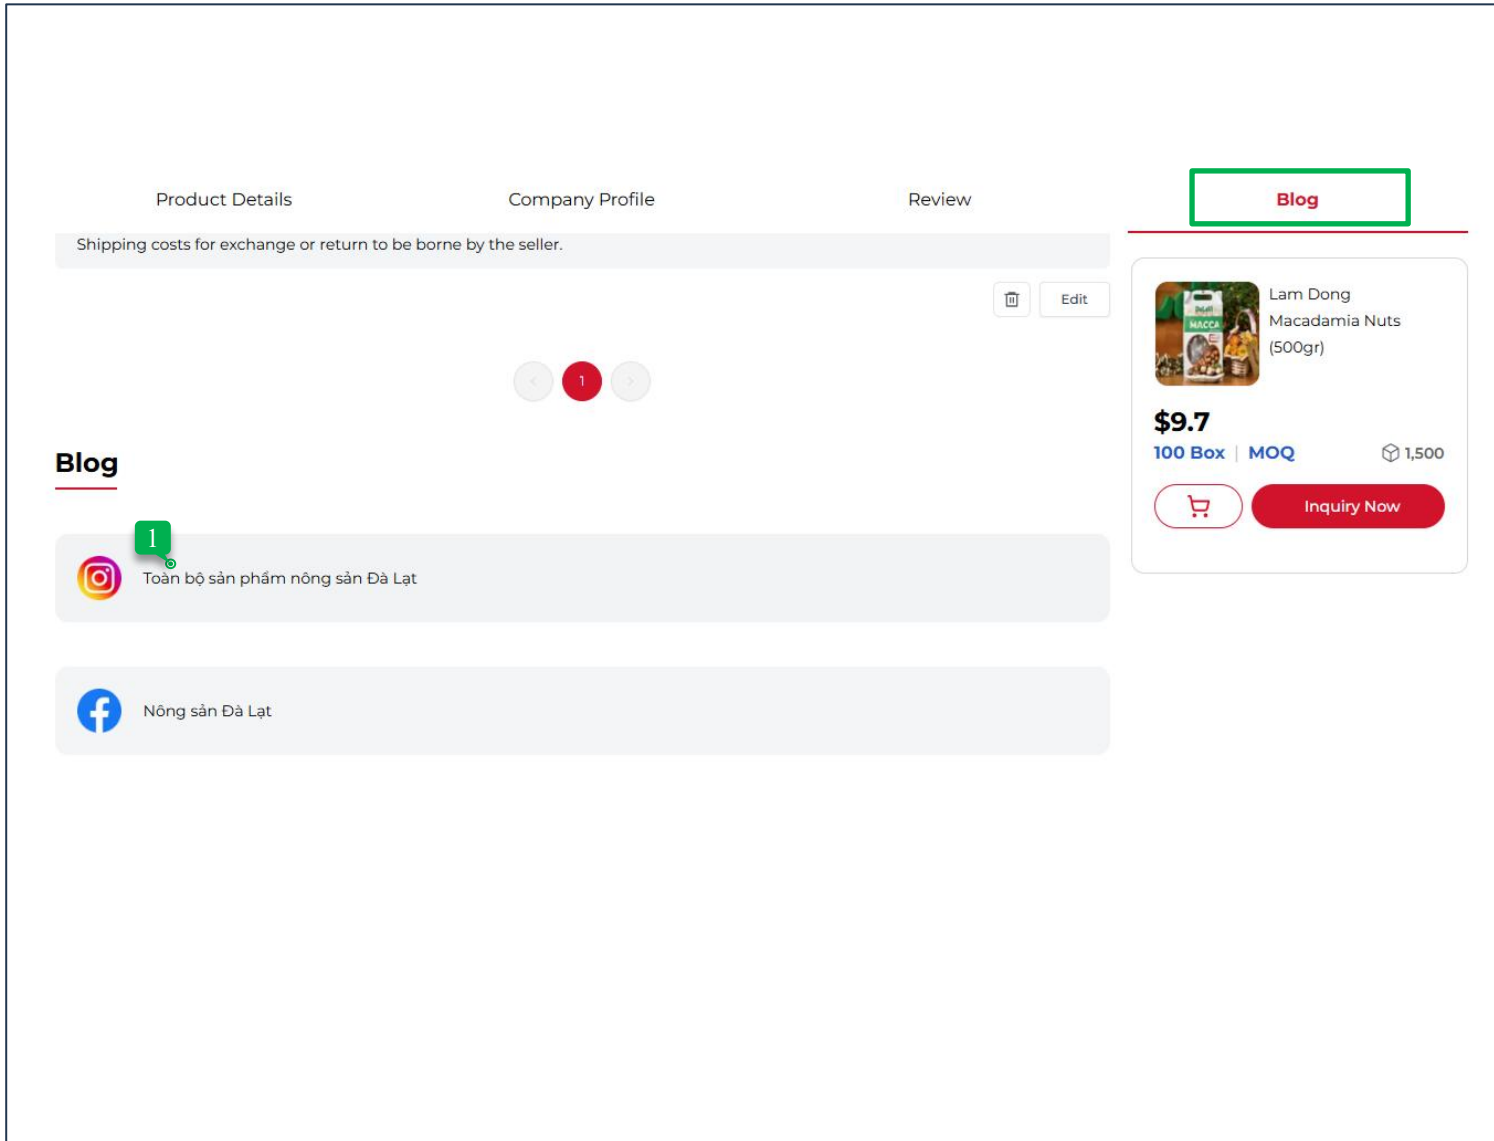 Product Details
Company Profile
Review
Blog
Shipping costs for exchange or return to be borne by the seller.
Edit
1
Blog
1
Toàn bộ sản phẩm nông sản Đà Lạt
Nông sản Đà Lạt
MACCA
Lam Dong
Macadamia Nuts
(500gr)
$9.7
100 Box | MOQ
1,500
Inquiry Now